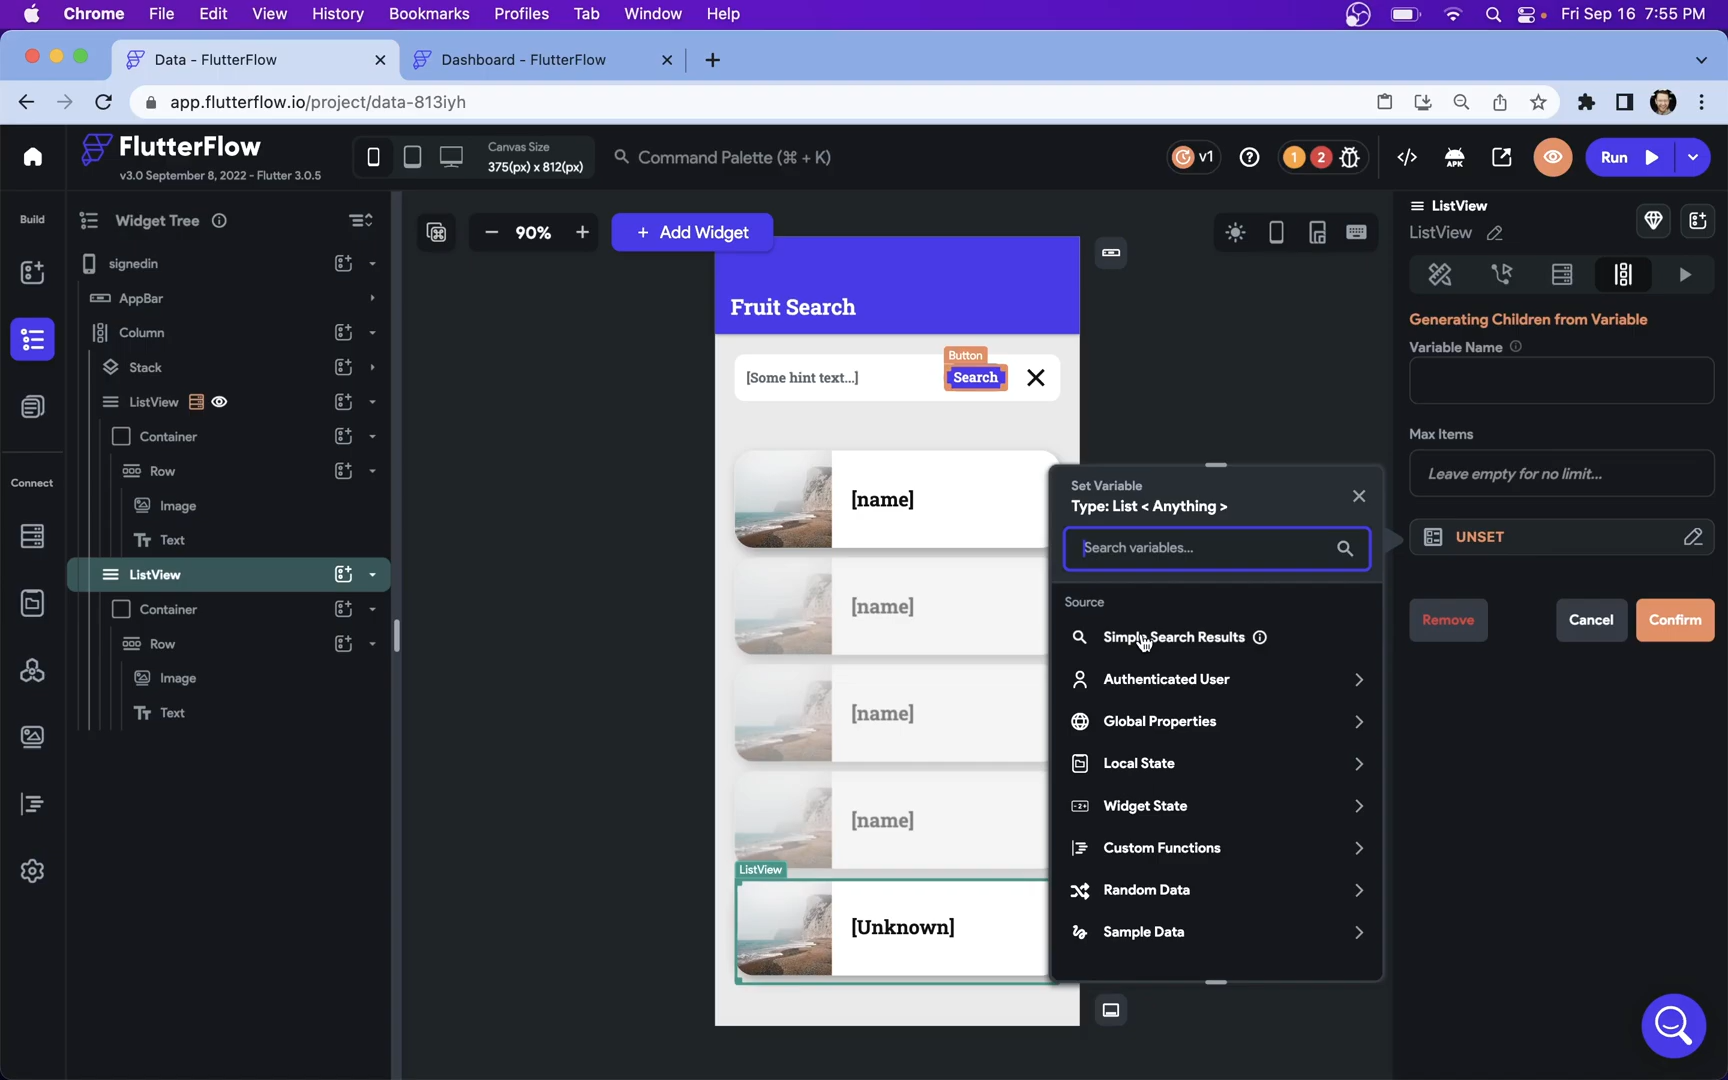 Chrome File Edit View History Bookmarks Profiles Tab Window Help Fri Sep 16 7:55 PM
Data - FlutterFlow Dashboard - FlutterFlow
app.flutterflow.io/project/data-813iyh
FlutterFlow
v3.0 September 8, 2022 - Flutter 3.0.5
Canvas Size
375(px) x 812(px)
Command Palette (⌘ + K)
v1
1 2
APK
Run
Build
Widget Tree
90%
+ Add Widget
ListView
ListView
signedin
AppBar
Column
Stack
ListView
Container
Row
Image
Text
ListView
Container
Row
Image
Text
Connect
Fruit Search
Button
[Some hint text...]
Search
[name]
[name]
[name]
[name]
ListView
[Unknown]
Set Variable
Type: List < Anything >
Search variables...
Source
Simple Search Results
Authenticated User
Global Properties
Local State
Widget State
Custom Functions
Random Data
Sample Data
Generating Children from Variable
Variable Name
Max Items
Leave empty for no limit...
UNSET
Remove Cancel Confirm